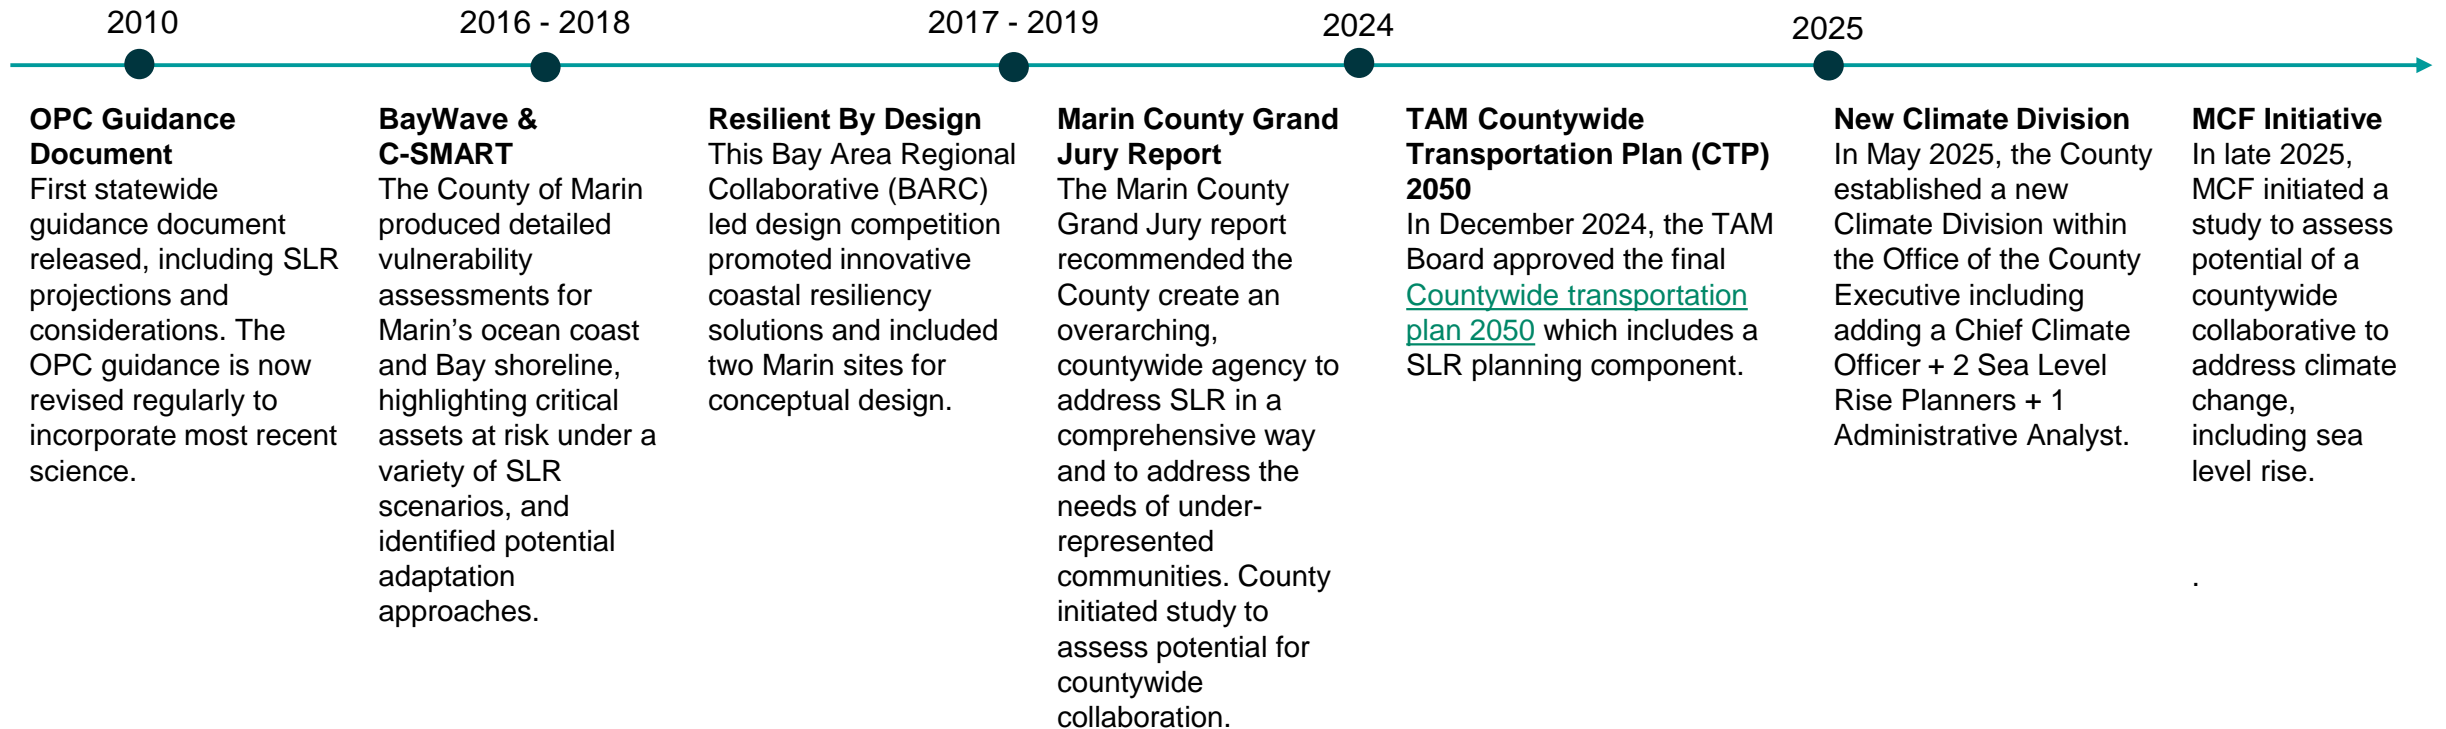 2010
2016 - 2018
2017 - 2019
2024
2025
OPC Guidance
Document
First statewide
guidance document
released, including SLR
projections and
considerations. The
OPC guidance is now
revised regularly to
incorporate most recent
science.
BayWave &
C-SMART
The County of Marin
produced detailed
vulnerability
assessments for
Marin’s ocean coast
and Bay shoreline,
highlighting critical
assets at risk under a
variety of SLR
scenarios, and
identified potential
adaptation
approaches.
Resilient By Design
This Bay Area Regional
Collaborative (BARC)
led design competition
promoted innovative
coastal resiliency
solutions and included
two Marin sites for
conceptual design.
Marin County Grand
Jury Report
The Marin County
Grand Jury report
recommended the
County create an
overarching,
countywide agency to
address SLR in a
comprehensive way
and to address the
needs of under-
represented
communities. County
initiated study to
assess potential for
countywide
collaboration.
TAM Countywide
Transportation Plan (CTP)
2050
In December 2024, the TAM
Board approved the final
Countywide transportation
plan 2050 which includes a
SLR planning component.
New Climate Division
In May 2025, the County
established a new
Climate Division within
the Office of the County
Executive including
adding a Chief Climate
Officer + 2 Sea Level
Rise Planners + 1
Administrative Analyst.
MCF Initiative
In late 2025,
MCF initiated a
study to assess
potential of a
countywide
collaborative to
address climate
change,
including sea
level rise.
.